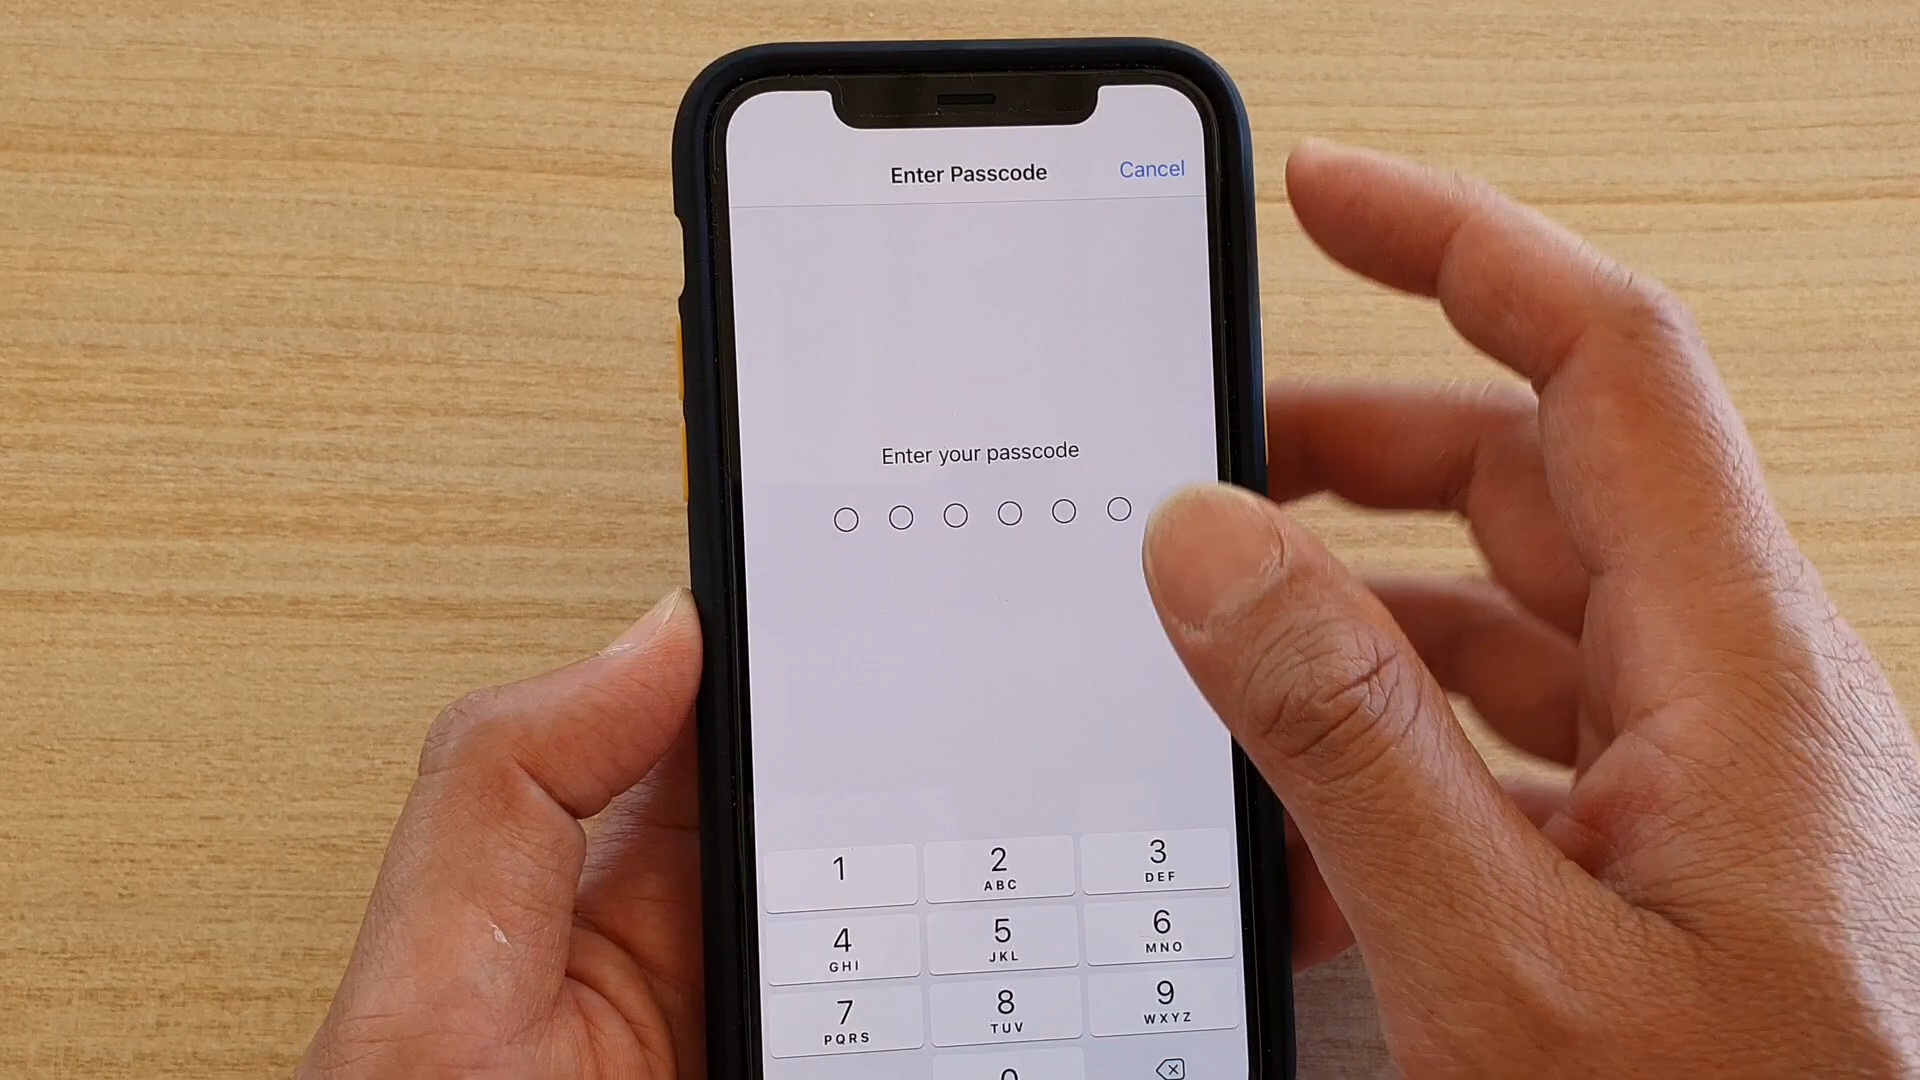 Enter Passcode Cancel
Enter your passcode
1 2 3
ABC DEF
4 5 6
GHI JKL MNO
7 8 9
PQRS TUV WXYZ
0